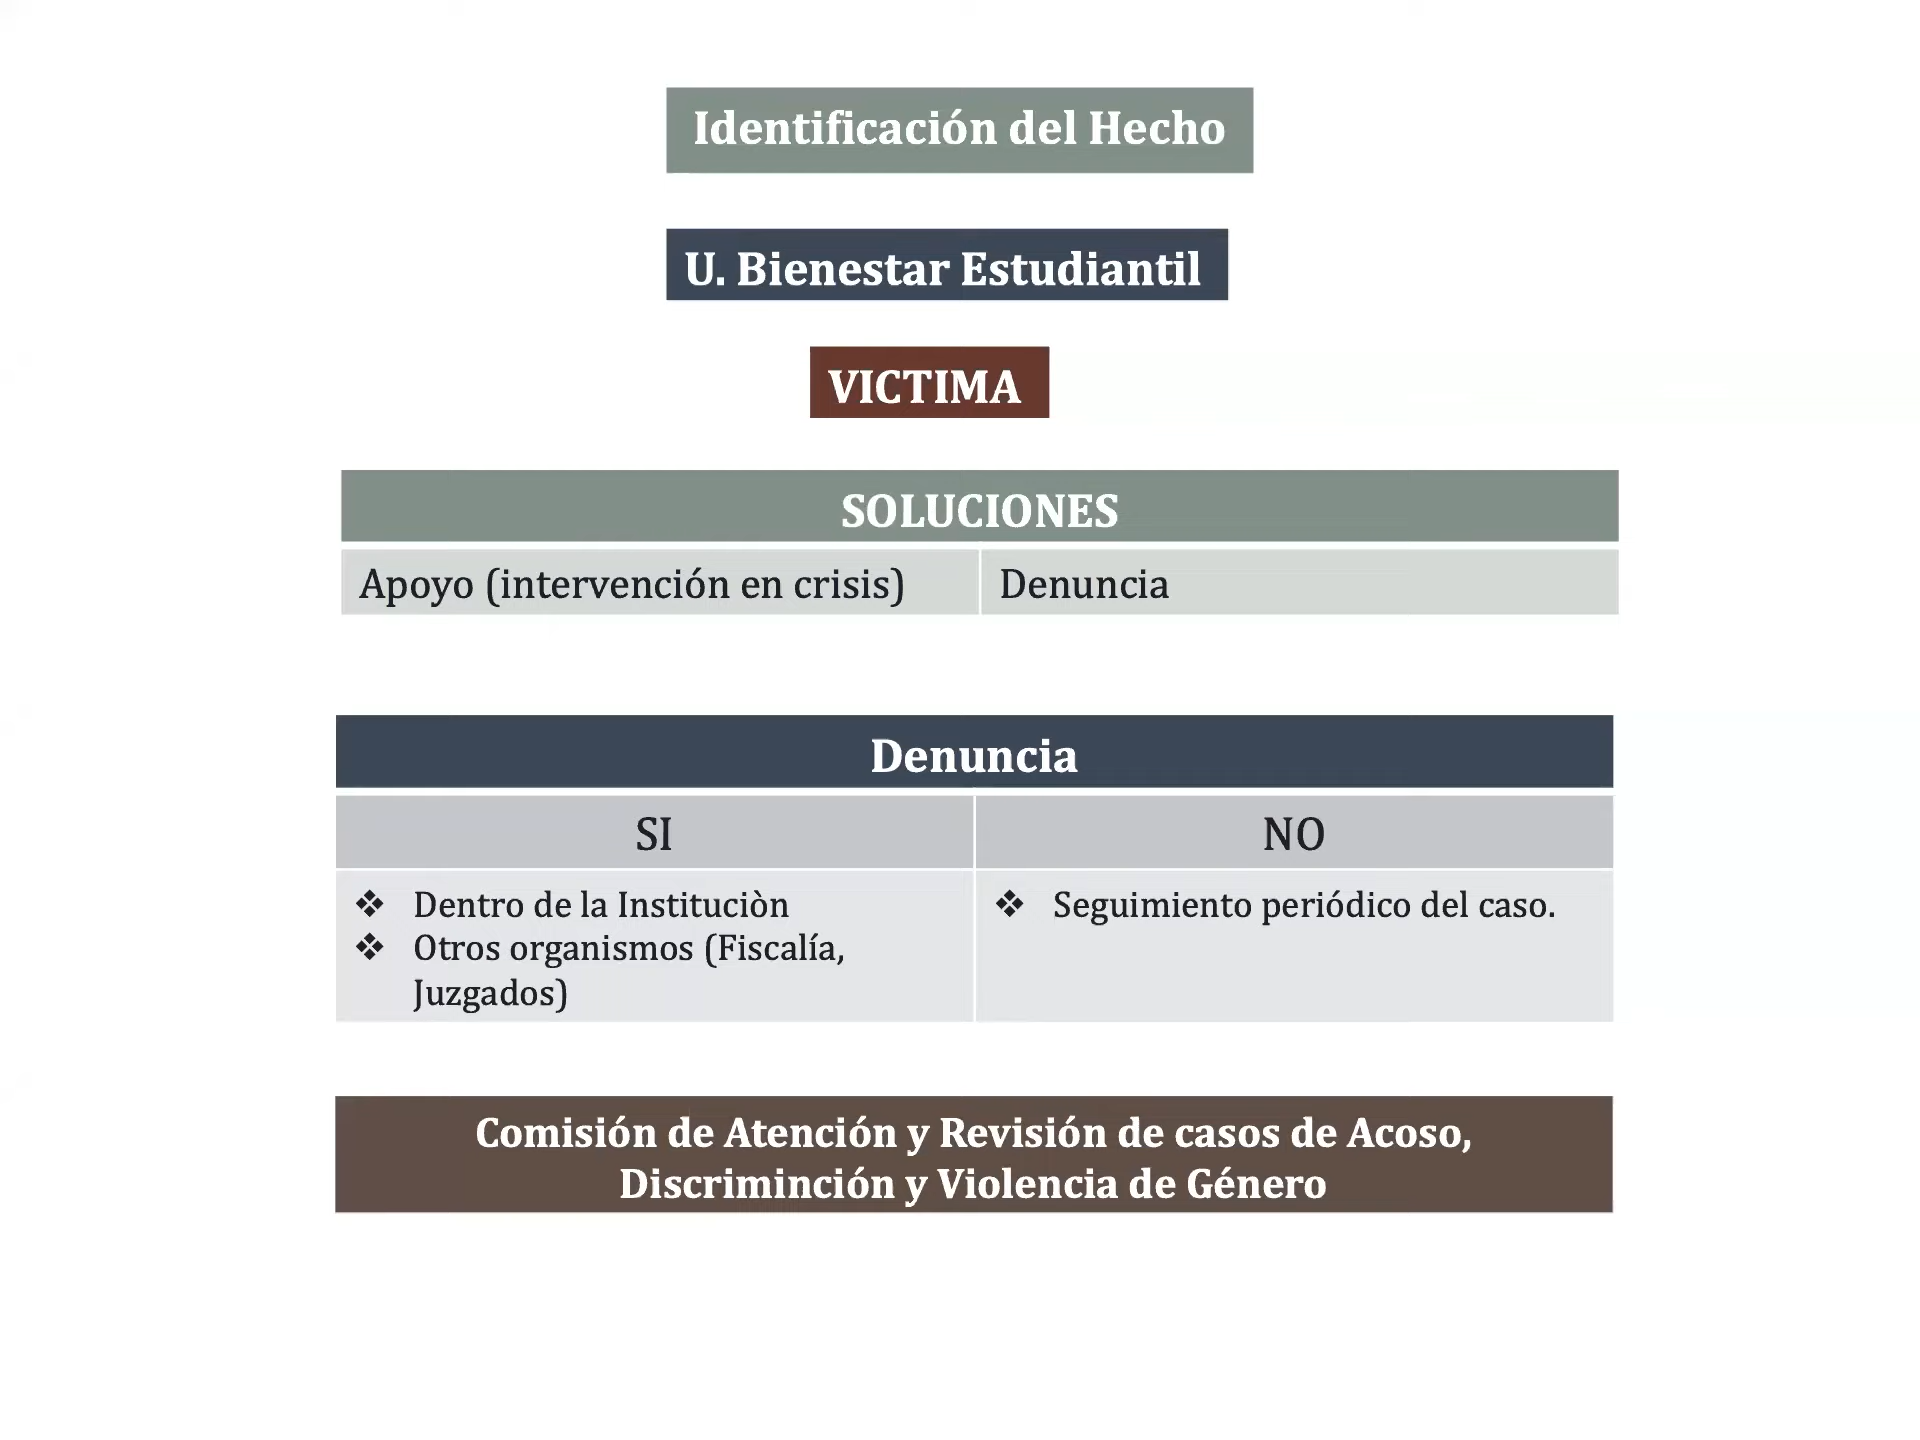 Identificación del Hecho
U. Bienestar Estudiantil
VICTIMA
SOLUCIONES
Apoyo (intervención en crisis)
Denuncia
Denuncia
SI
NO
❖ Dentro de la Instituciòn
❖ Otros organismos (Fiscalía,
Juzgados)
❖ Seguimiento periódico del caso.
Comisión de Atención y Revisión de casos de Acoso,
Discriminción y Violencia de Género